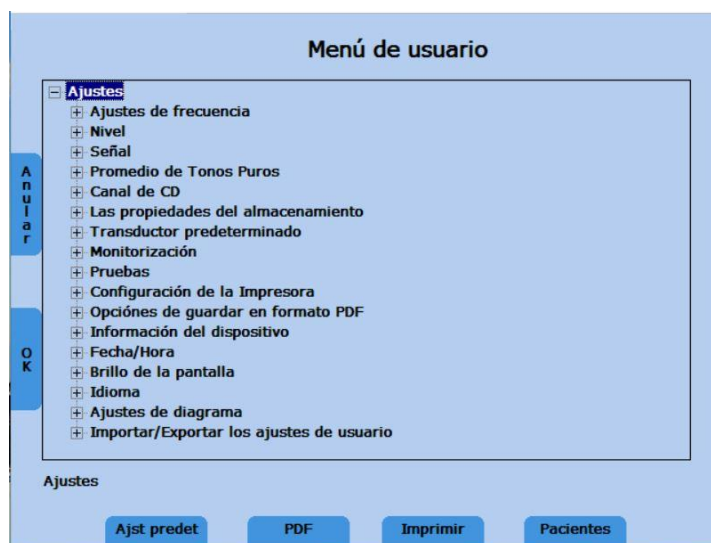 Menú de usuario
Ajustes
Ajustes de frecuencia
Nivel
Señal
Promedio de Tonos Puros
Canal de CD
Las propiedades del almacenamiento
Transductor predeterminado
Monitorización
Pruebas
Configuración de la Impresora
Opciónes de guardar en formato PDF
Información del dispositivo
Fecha/Hora
Brillo de la pantalla
Idioma
Ajustes de diagrama
Importar/Exportar los ajustes de usuario
Anular
OK
Ajustes
Ajst predet PDF Imprimir Pacientes